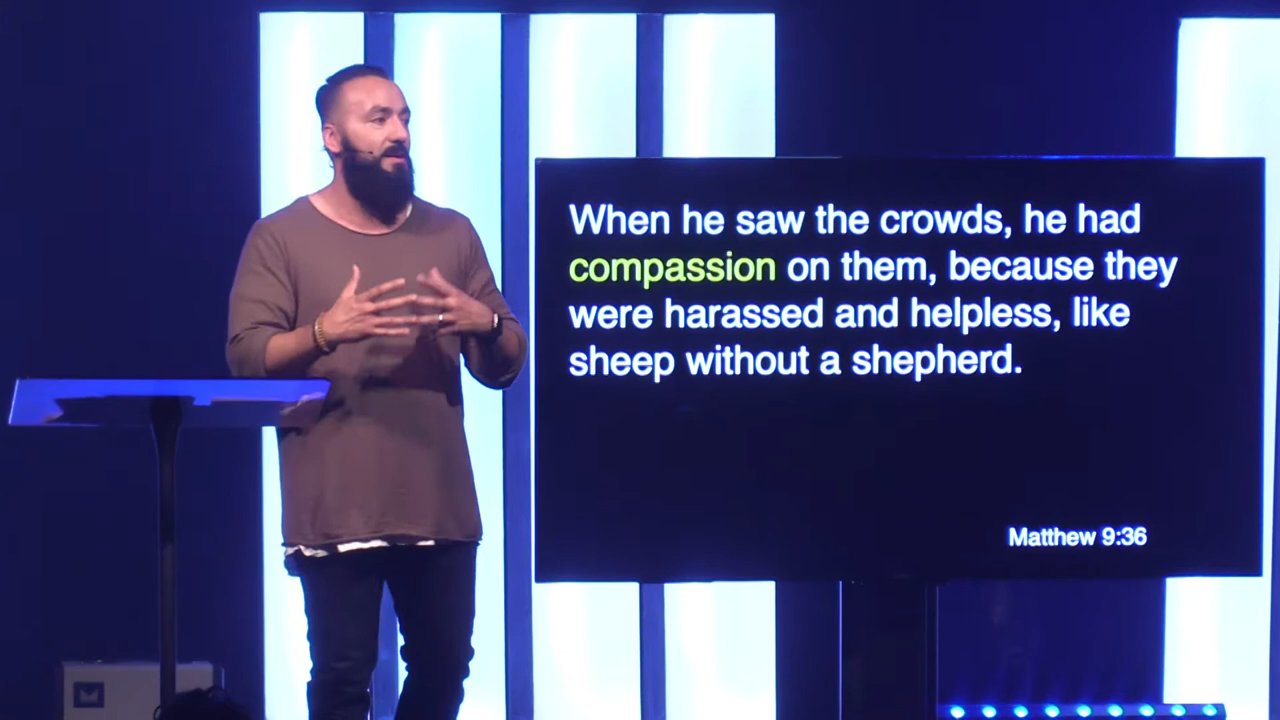 When he saw the crowds, he had
compassion on them, because they
were harassed and helpless, like
sheep without a shepherd.
Matthew 9:36